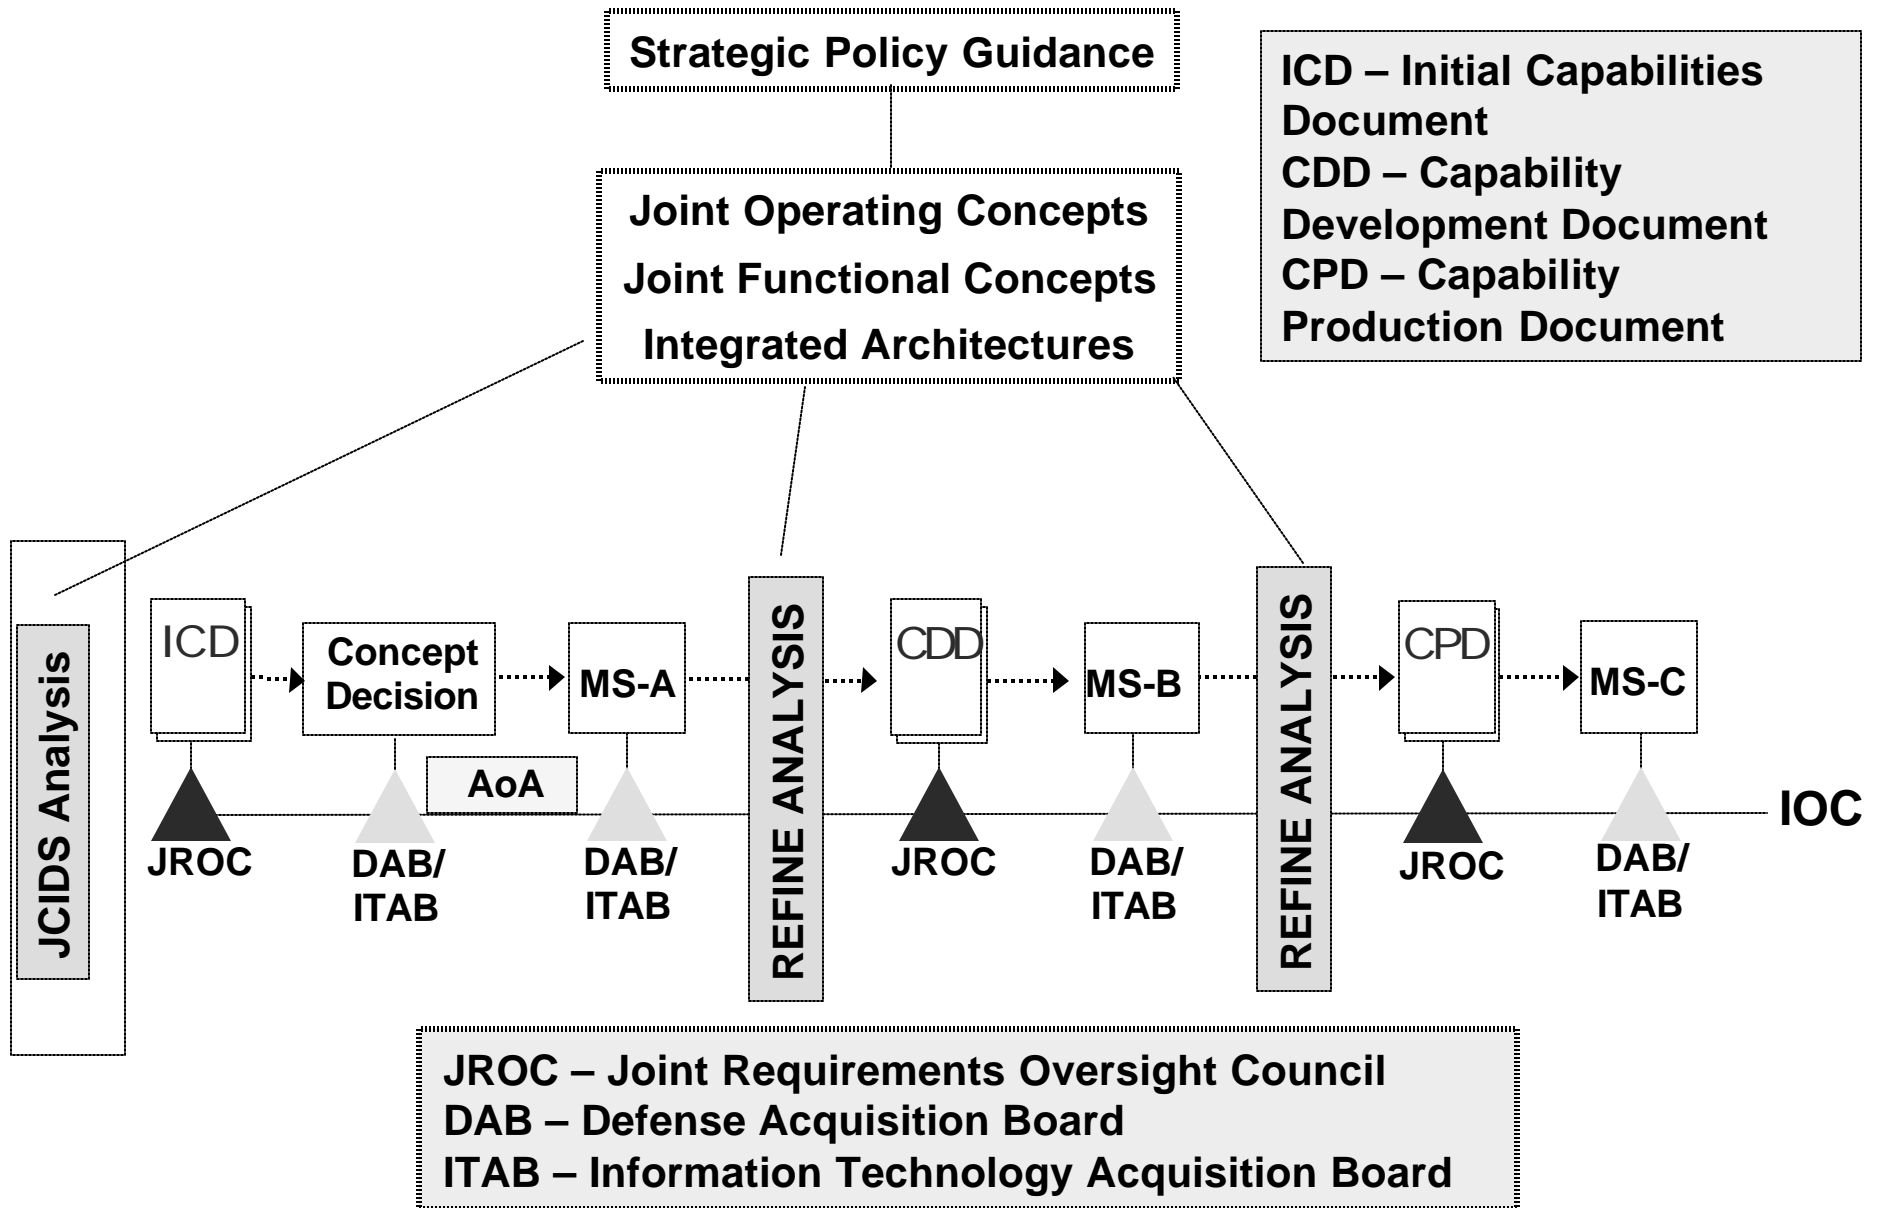 Strategic Policy Guidance
ICD – Initial Capabilities
Document
CDD – Capability
Development Document
CPD – Capability
Production Document
Joint Operating Concepts
Joint Functional Concepts
Integrated Architectures
JCIDS Analysis
ICD
Concept
Decision
MS-A
REFINE ANALYSIS
CDD
MS-B
REFINE ANALYSIS
CPD
MS-C
AoA
IOC
JROC
DAB/
ITAB
DAB/
ITAB
JROC
DAB/
ITAB
JROC
DAB/
ITAB
JROC – Joint Requirements Oversight Council
DAB – Defense Acquisition Board
ITAB – Information Technology Acquisition Board